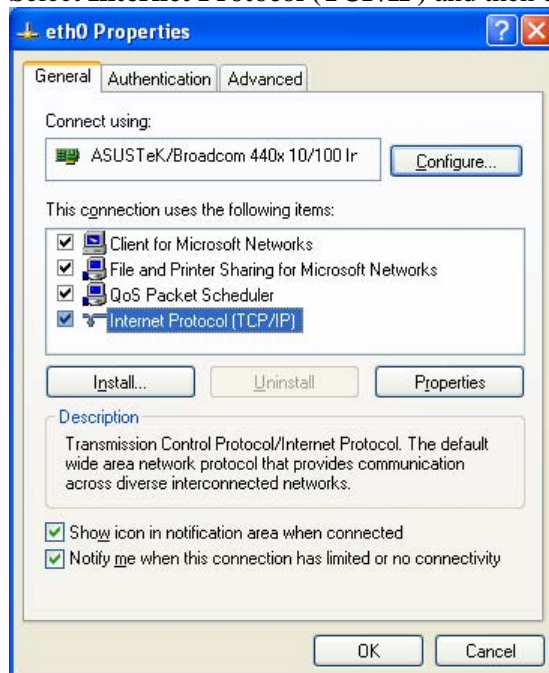 eth0 Properties
General Authentication Advanced
Connect using:
ASUSTeK/Broadcom 440x 10/100 Ir Configure...
This connection uses the following items:
Client for Microsoft Networks
File and Printer Sharing for Microsoft Networks
QoS Packet Scheduler
Internet Protocol (TCP/IP)
Install... Uninstall Properties
Description
Transmission Control Protocol/Internet Protocol. The default
wide area network protocol that provides communication
across diverse interconnected networks.
Show icon in notification area when connected
Notify me when this connection has limited or no connectivity
OK Cancel